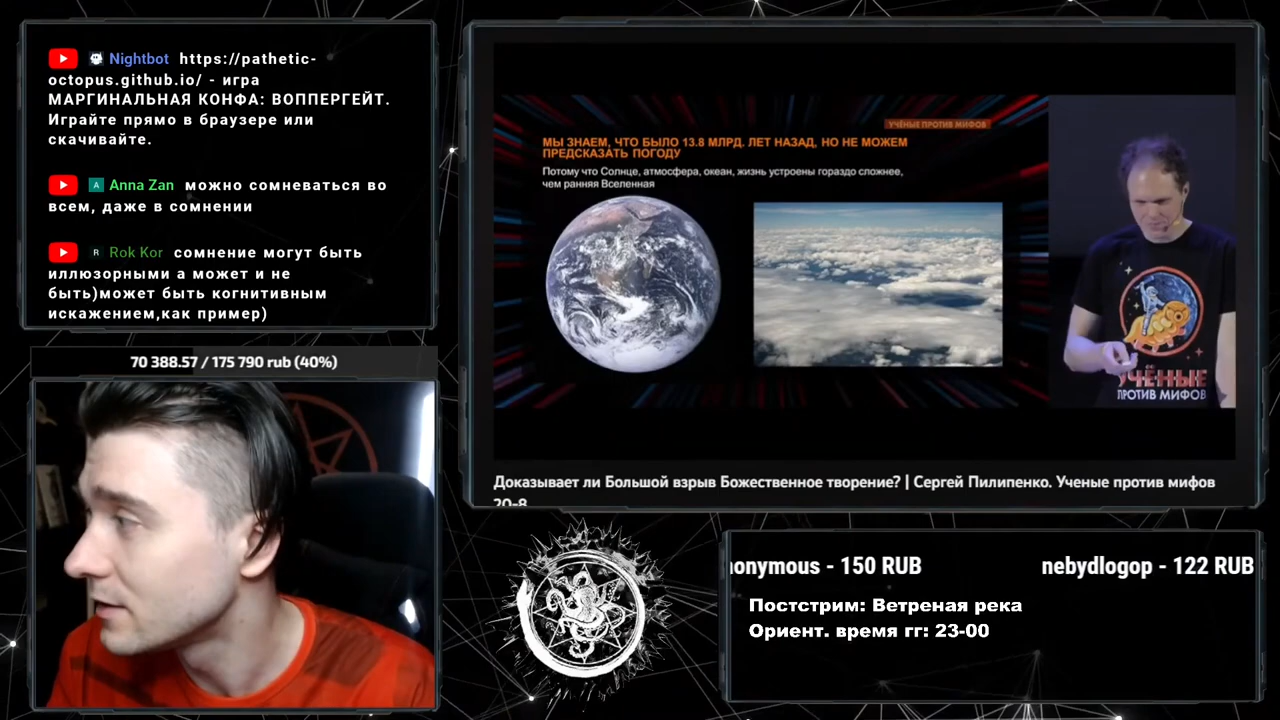 Nightbot https://pathetic-
octopus.github.io/ - игра
МАРГИНАЛЬНАЯ КОНФА: ВОППЕРГЕЙТ.
Играйте прямо в браузере или
скачивайте.
A Anna Zan можно сомневаться во
всем, даже в сомнении
R Rok Kor сомнение могут быть
иллюзорными а может и не
быть)может быть когнитивным
искажением,как пример)
70 388.57 / 175 790 rub (40%)
УЧЁНЫЕ ПРОТИВ МИФОВ
МЫ ЗНАЕМ, ЧТО БЫЛО 13.8 МЛРД. ЛЕТ НАЗАД, НО НЕ МОЖЕМ
ПРЕДСКАЗАТЬ ПОГОДУ
Потому что Солнце, атмосфера, океан, жизнь устроены гораздо сложнее,
чем ранняя Вселенная
УЧЁНЫЕ
ПРОТИВ МИФОВ
Доказывает ли Большой взрыв Божественное творение? | Сергей Пилипенко. Ученые против мифов
20-8
onymous - 150 RUB nebydlogop - 122 RUB
Постстрим: Ветреная река
Ориент. время гг: 23-00